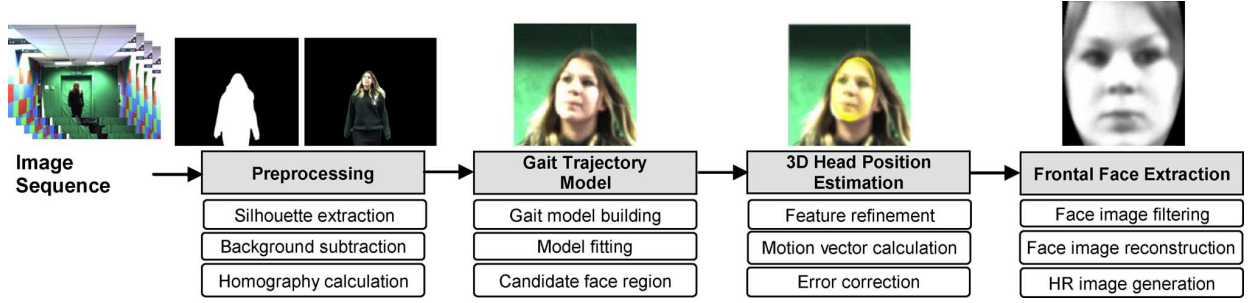 Image
Sequence
Preprocessing
Silhouette extraction
Background subtraction
Homography calculation
Gait Trajectory
Model
Gait model building
Model fitting
Candidate face region
3D Head Position
Estimation
Feature refinement
Motion vector calculation
Error correction
Frontal Face Extraction
Face image filtering
Face image reconstruction
HR image generation